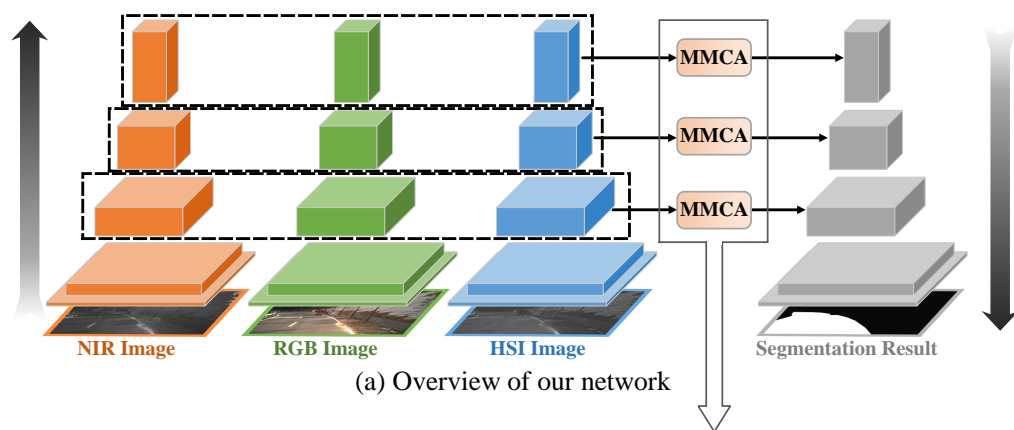 MMCA
MMCA
MMCA
NIR Image
RGB Image
HSI Image
Segmentation Result
(a) Overview of our network